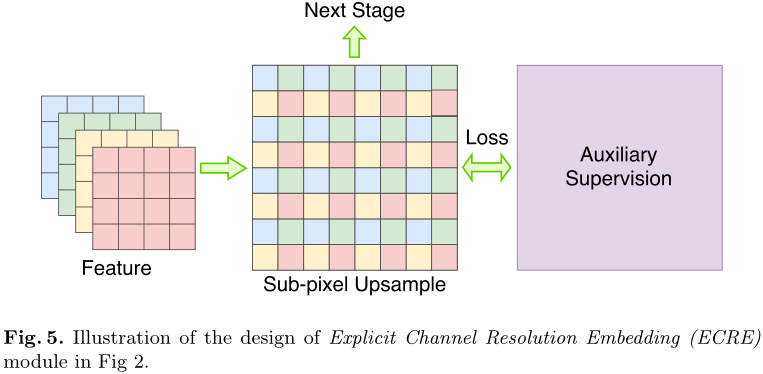 Next Stage
Loss
Auxiliary
Supervision
Feature
Sub-pixel Upsample
Fig. 5. Illustration of the design of Explicit Channel Resolution Embedding (ECRE)
module in Fig 2.